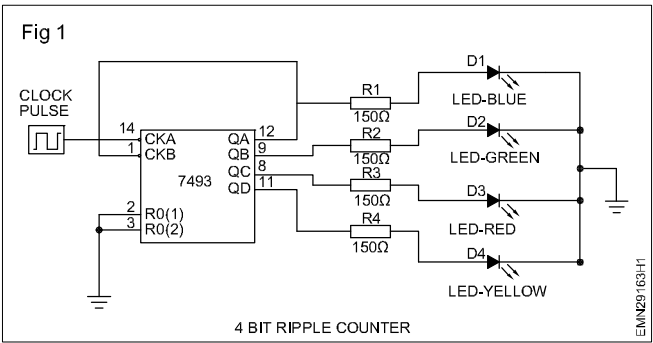 Fig 1
CLOCK
PULSE
14
1
CKA
CKB
7493
QA
QB
QC
QD
12
9
8
11
2
3
R0(1)
R0(2)
R1
150Ω
R2
150Ω
R3
150Ω
R4
150Ω
D1
LED-BLUE
D2
LED-GREEN
D3
LED-RED
D4
LED-YELLOW
4 BIT RIPPLE COUNTER
EMN29163H1